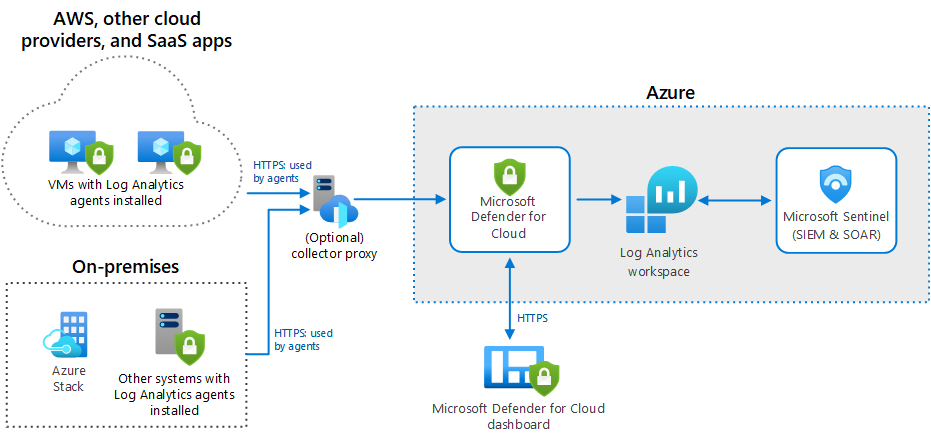 AWS, other cloud
providers, and SaaS apps
VMs with Log Analytics
agents installed
HTTPS: used
by agents
(Optional)
collector proxy
On-premises
Azure
Stack
Other systems with
Log Analytics agents
installed
HTTPS: used
by agents
Azure
Microsoft
Defender for
Cloud
Log Analytics
workspace
Microsoft Sentinel
(SIEM & SOAR)
HTTPS
Microsoft Defender for Cloud
dashboard